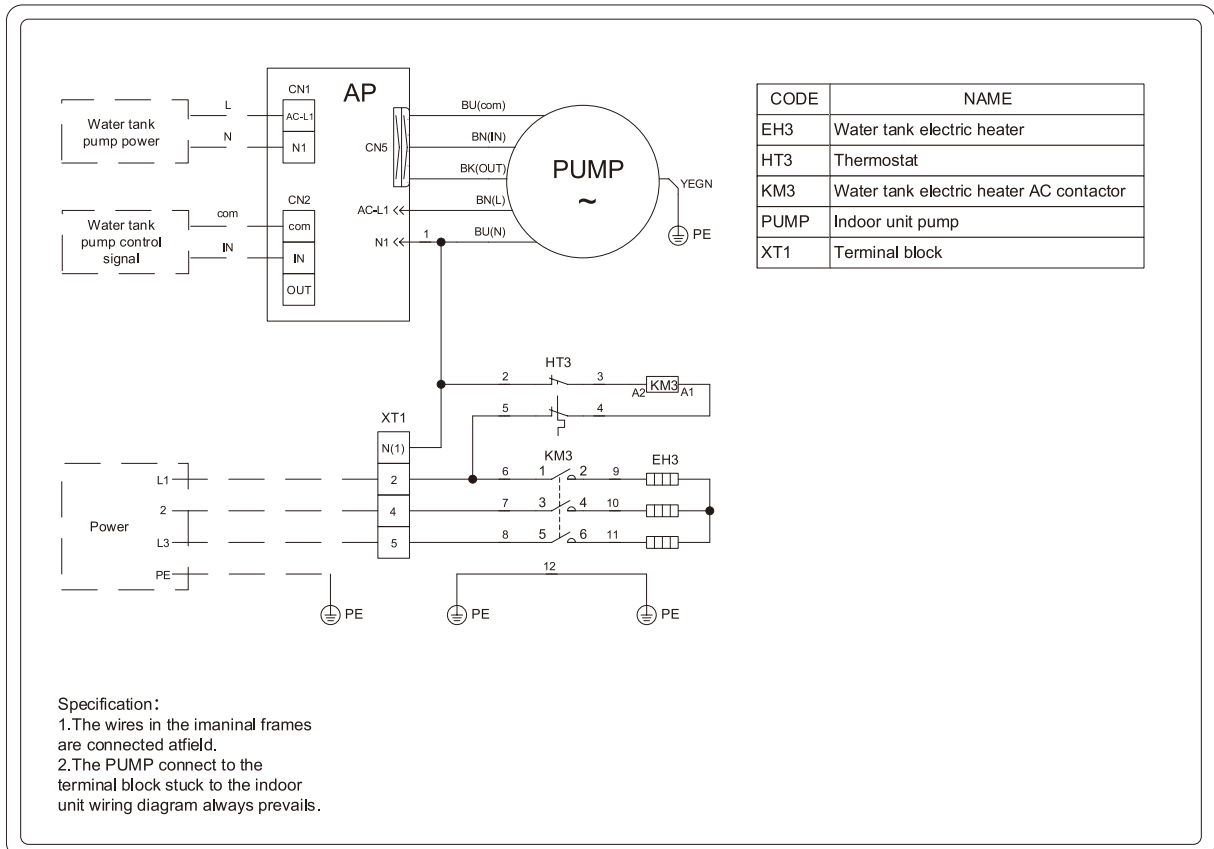 AP
CN1
AC-L1
N1
Water tank
pump power
L
N
CN5
BU(com)
BN(IN)
BK(OUT)
BN(L)
BU(N)
PUMP
~
YEGN
PE
CN2
com
IN
OUT
Water tank
pump control
signal
com
IN
AC-L1
N1
1
CODE NAME
EH3 Water tank electric heater
HT3 Thermostat
KM3 Water tank electric heater AC contactor
PUMP Indoor unit pump
XT1 Terminal block
HT3
2 3
A2 KM3 A1
5 4
XT1
N(1)
2
4
5
KM3
EH3
6 1 2 9
7 3 4 10
8 5 6 11
12
Power
L1
2
L3
PE
PE PE PE
Specification:
1.The wires in the imaninal frames
are connected atfield.
2.The PUMP connect to the
terminal block stuck to the indoor
unit wiring diagram always prevails.